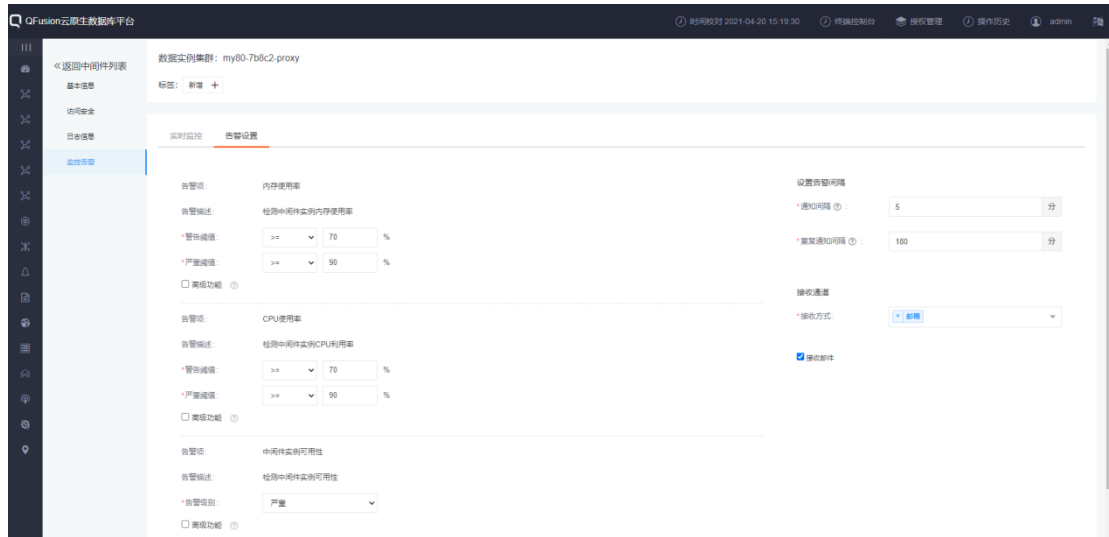 QFusion云原生数据库平台
时间校对 2021-04-20 15:19:30 终端控制台 授权管理 操作历史 admin
≪返回中间件列表
基本信息
访问安全
日志信息
监控告警
数据实例集群：my80-7b8c2-proxy
标签： 新增 +
实时监控 告警设置
告警项: 内存使用率
告警描述: 检测中间件实例内存使用率
*警告阈值: >= 70 %
*严重阈值: >= 90 %
高级功能 ?
告警项: CPU使用率
告警描述: 检测中间件实例CPU利用率
*警告阈值: >= 70 %
*严重阈值: >= 90 %
高级功能 ?
告警项: 中间件实例可用性
告警描述: 检测中间件实例可用性
*告警级别: 严重
高级功能 ?
设置告警间隔
*通知间隔 ? : 5 分
*重复通知间隔 ? : 180 分
接收通道
*接收方式: × 邮箱
接收邮件